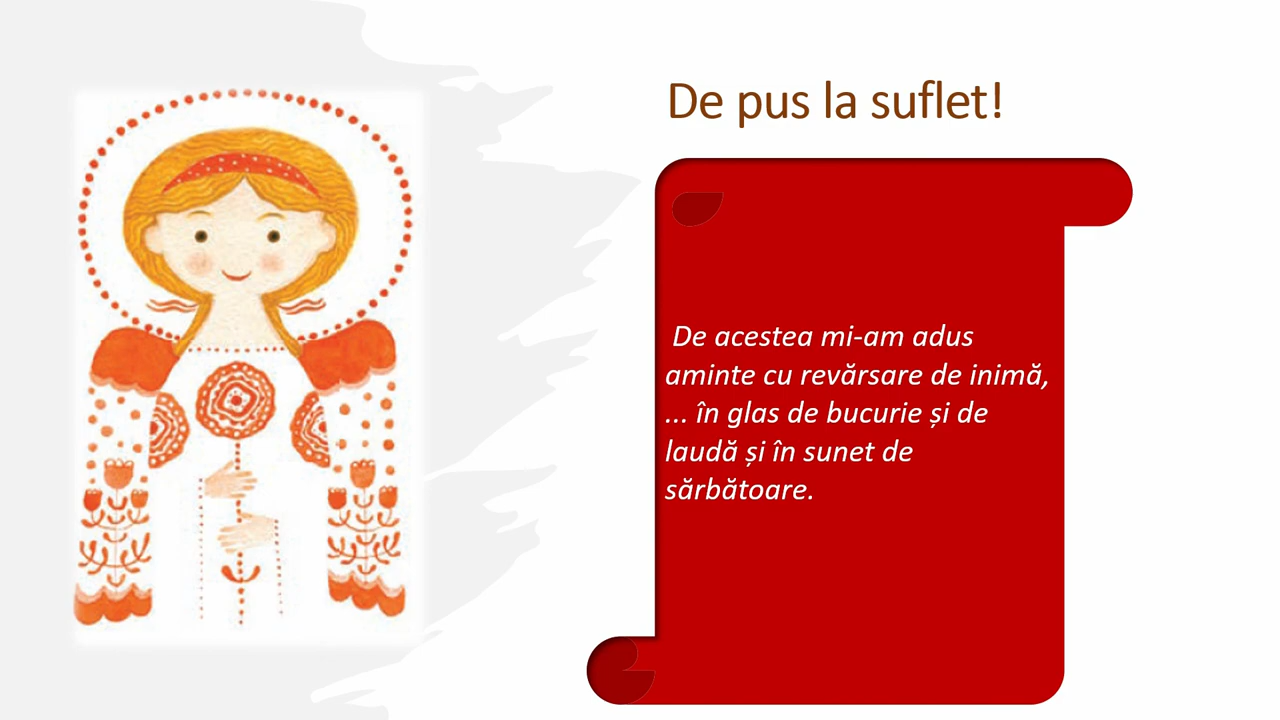 De pus la suflet!
De acestea mi-am adus
aminte cu revărsare de inimă,
... în glas de bucurie și de
laudă și în sunet de
sărbătoare.